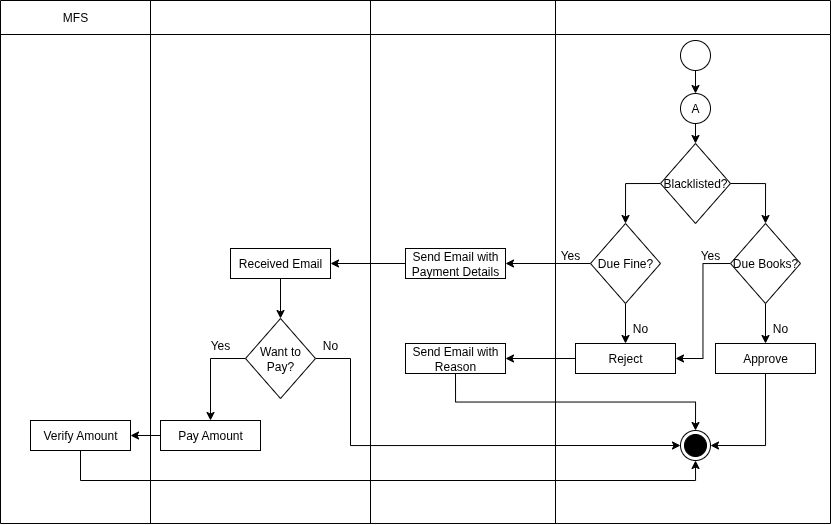 MFS
A
Blacklisted?
Yes
Due Fine?
Yes
Due Books?
Received Email
Send Email with
Payment Details
No
No
Yes
Want to
Pay?
No
Send Email with
Reason
Reject
Approve
Verify Amount
Pay Amount